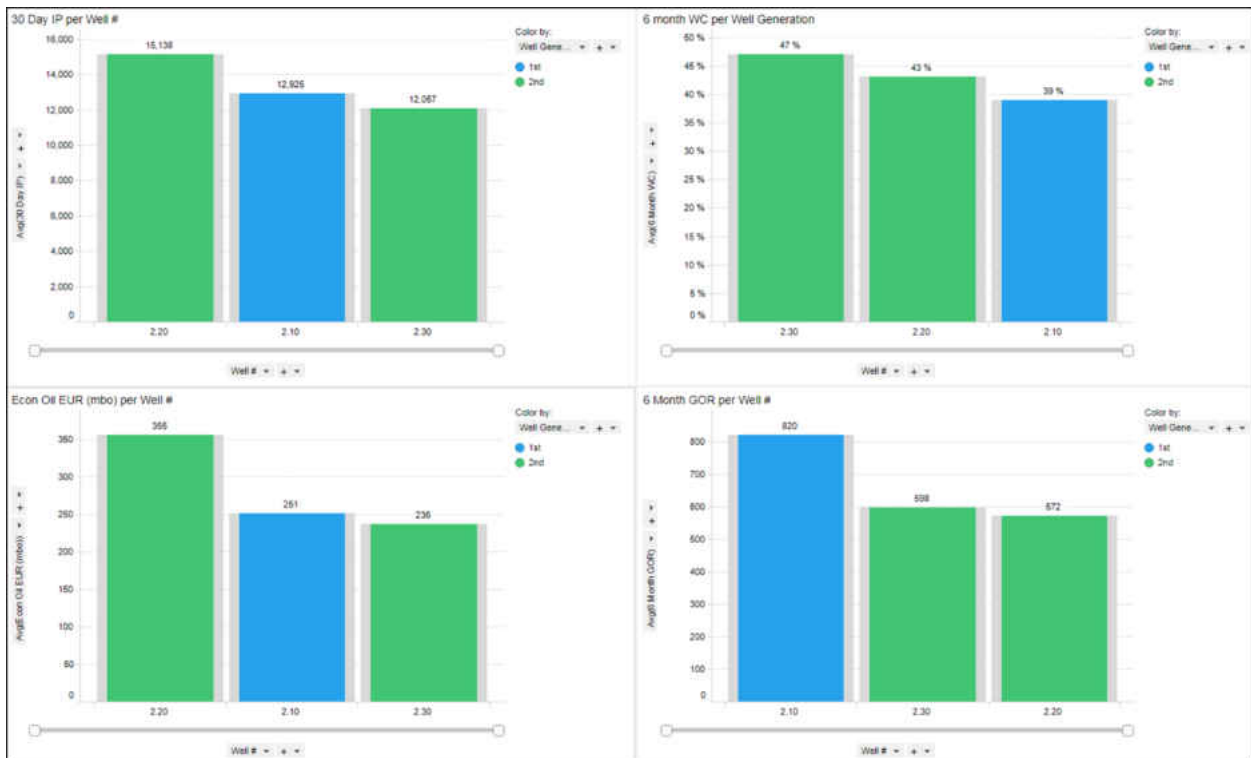 30 Day IP per Well #
Color by:
Well Gene...
1st
2nd
16,000
14,000
12,000
10,000
8,000
6,000
4,000
2,000
0
Avg(30 Day IP)
15,138
12,925
12,067
2.20
2.10
2.30
Well #
6 month WC per Well Generation
Color by:
Well Gene...
1st
2nd
50 %
45 %
40 %
35 %
30 %
25 %
20 %
15 %
10 %
5 %
0 %
Avg(6 Month WC)
47 %
43 %
39 %
2.30
2.20
2.10
Well #
Econ Oil EUR (mbo) per Well #
Color by:
Well Gene...
1st
2nd
350
300
250
200
150
100
50
0
Avg(Econ Oil EUR (mbo))
251
236
2.20
2.10
2.30
Well #
6 Month GOR per Well #
Color by:
Well Gene...
1st
2nd
800
700
600
500
400
300
200
100
0
Avg(6 Month GOR)
820
598
572
2.10
2.30
2.20
Well #